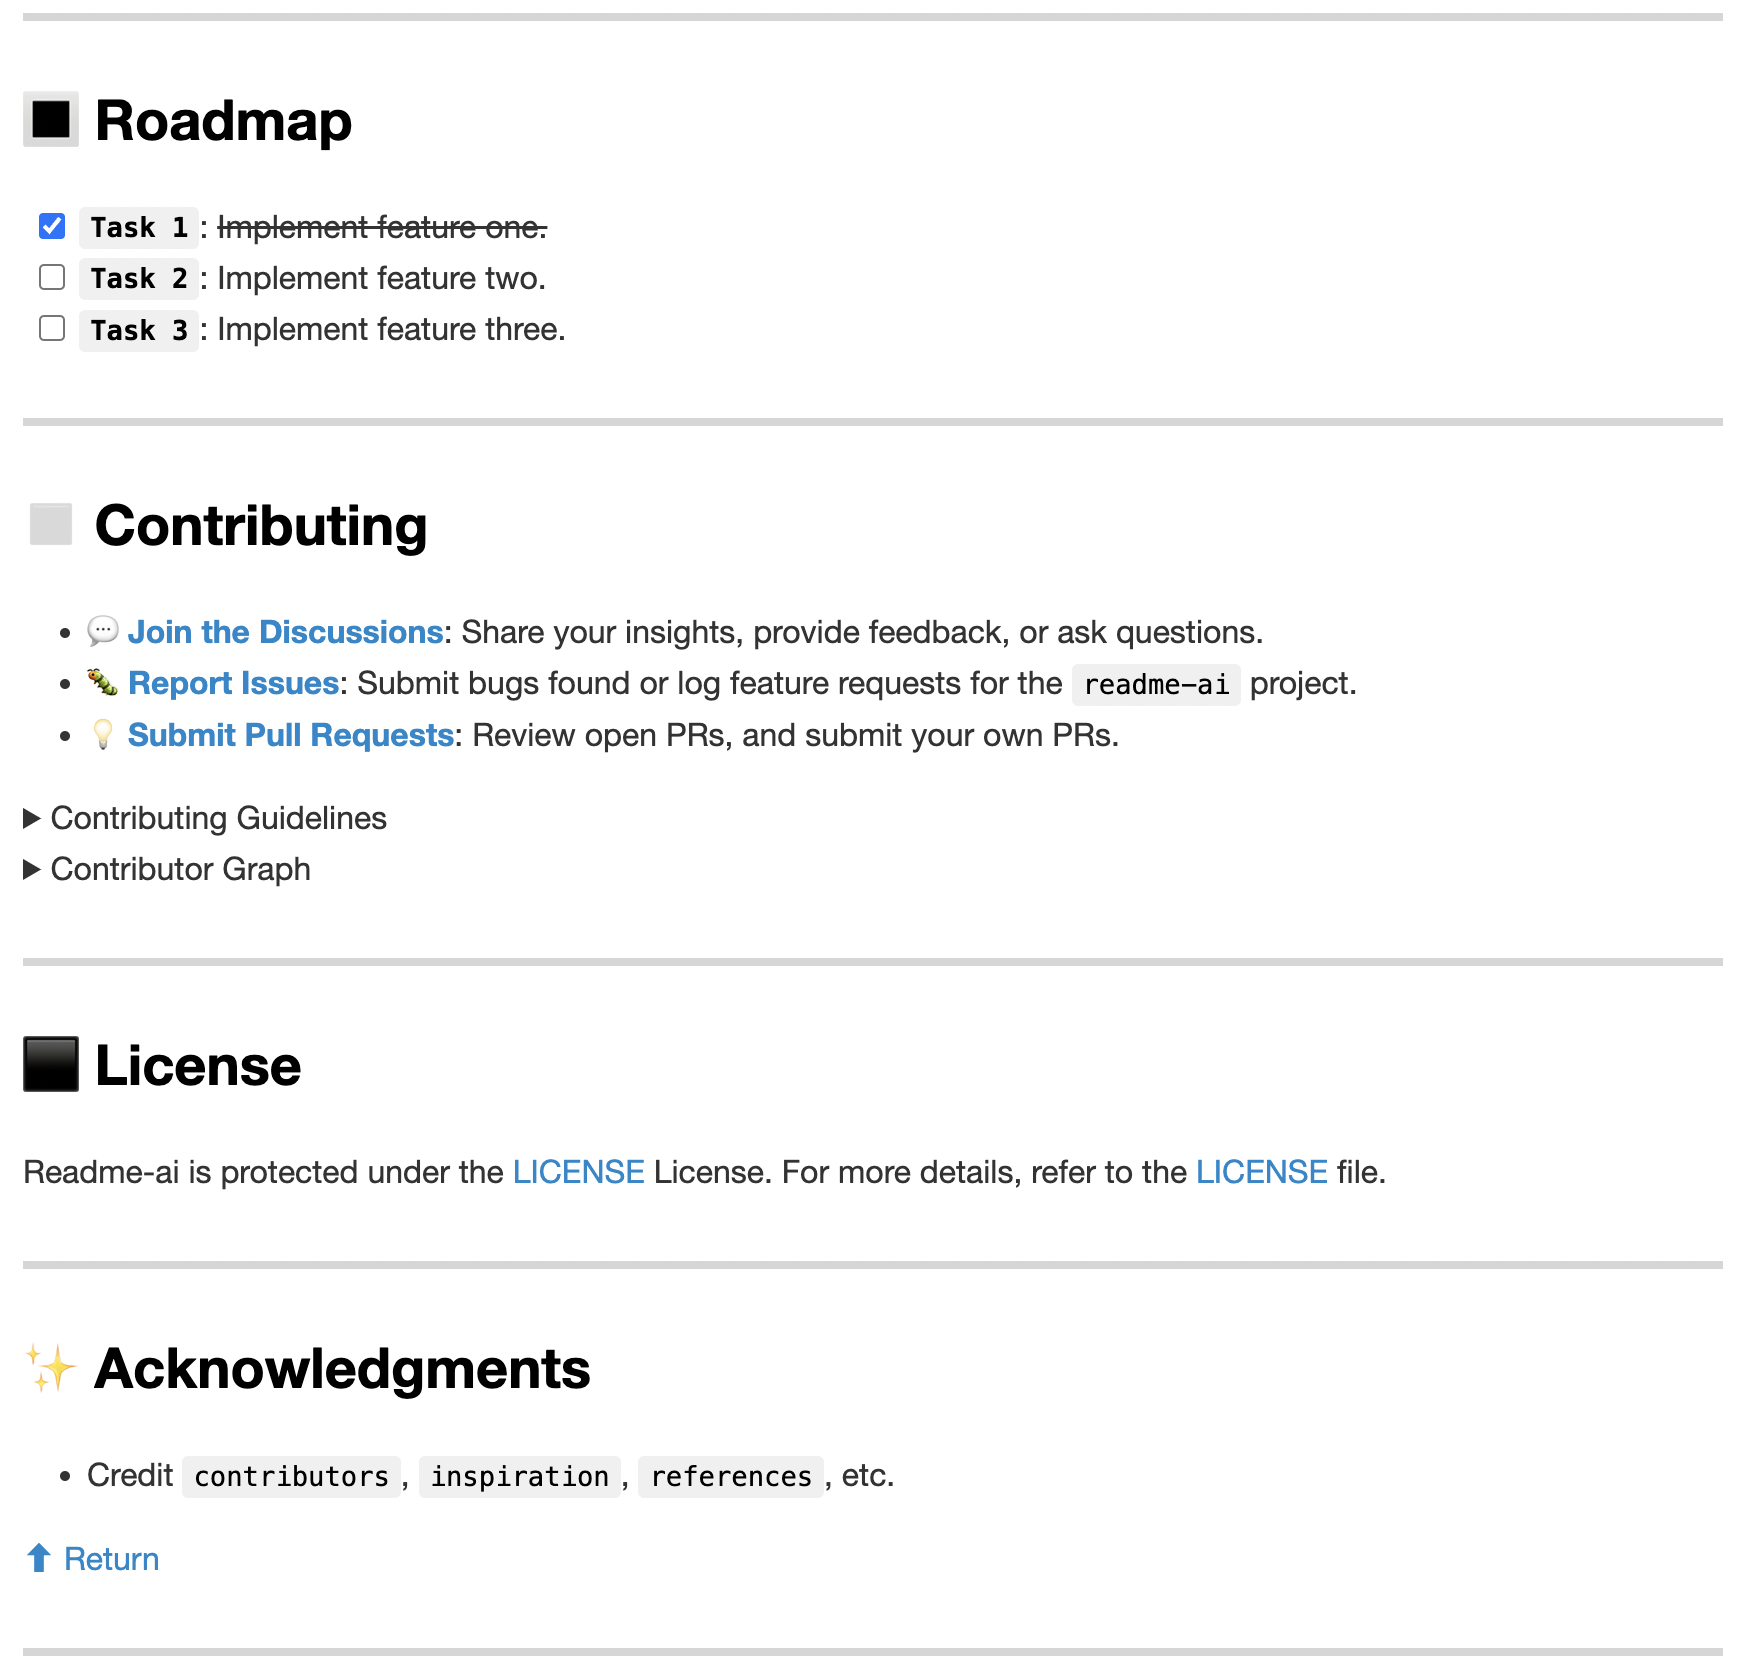 Roadmap
Task 1: Implement feature one.
Task 2: Implement feature two.
Task 3: Implement feature three.
Contributing
Join the Discussions: Share your insights, provide feedback, or ask questions.
Report Issues: Submit bugs found or log feature requests for the readme-ai project.
Submit Pull Requests: Review open PRs, and submit your own PRs.
Contributing Guidelines
Contributor Graph
License
Readme-ai is protected under the LICENSE License. For more details, refer to the LICENSE file.
Acknowledgments
Credit contributors, inspiration, references, etc.
Return